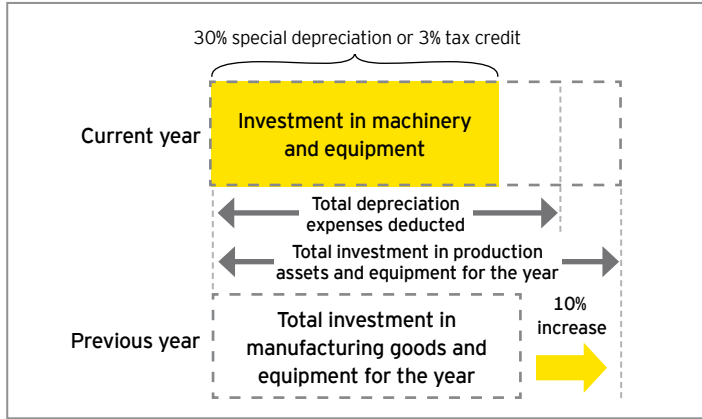 30% special depreciation or 3% tax credit
Current year
Investment in machinery
and equipment
Total depreciation
expenses deducted
Total investment in production
assets and equipment for the year
Previous year
Total investment in
manufacturing goods and
equipment for the year
10%
increase